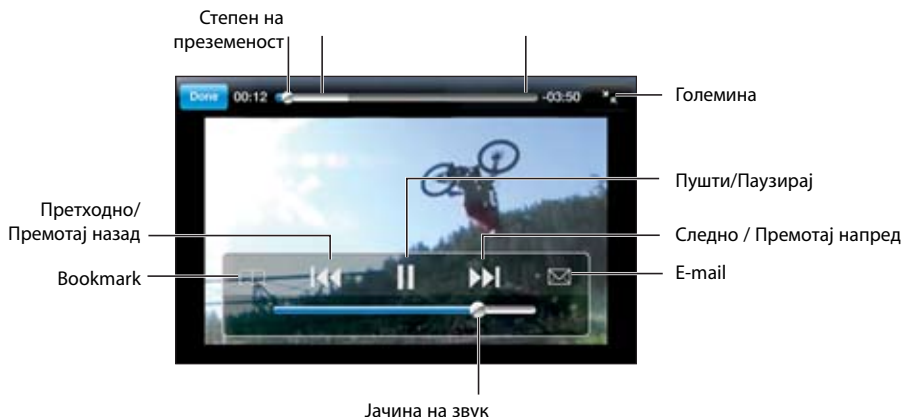 Степен на
преземеност
Done 00:12 -03:50
Големина
Пушти/Паузирај
Претходно/
Премотај назад
Следно / Премотај напред
Bookmark
E-mail
Јачина на звук